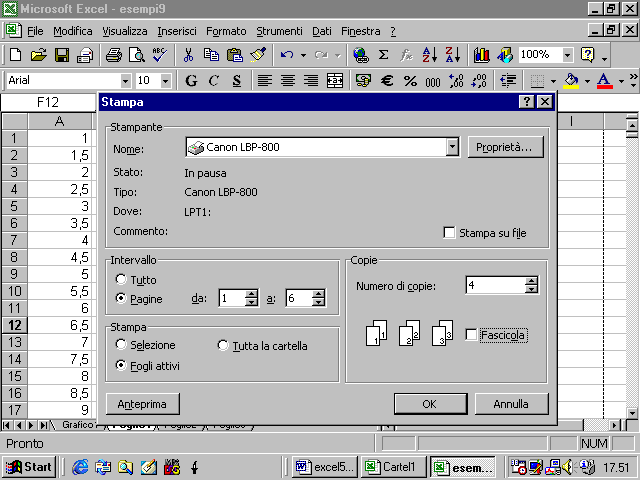 Microsoft Excel - esempi9
File Modifica Visualizza Inserisci Formato Strumenti Dati Finestra ?
100%
Arial 10 G C S € % 000
F12
Stampa
A I
1 1
2 1,5
3 2
4 2,5
5 3
6 3,5
7 4
8 4,5
9 5
10 5,5
11 6
12 6,5
13 7
14 7,5
15 8
16 8,5
17 9
Stampante
Nome: Canon LBP-800 Proprietà...
Stato: In pausa
Tipo: Canon LBP-800
Dove: LPT1:
Commento: Stampa su file
Intervallo
Tutto
Pagine da: 1 a: 6
Copie
Numero di copie: 4
1 1 2 2 3 3 Fascicola
Stampa
Selezione Tutta la cartella
Fogli attivi
Anteprima OK Annulla
Grafico
Pronto NUM
Start excel5... Cartel1 esem... 17.51